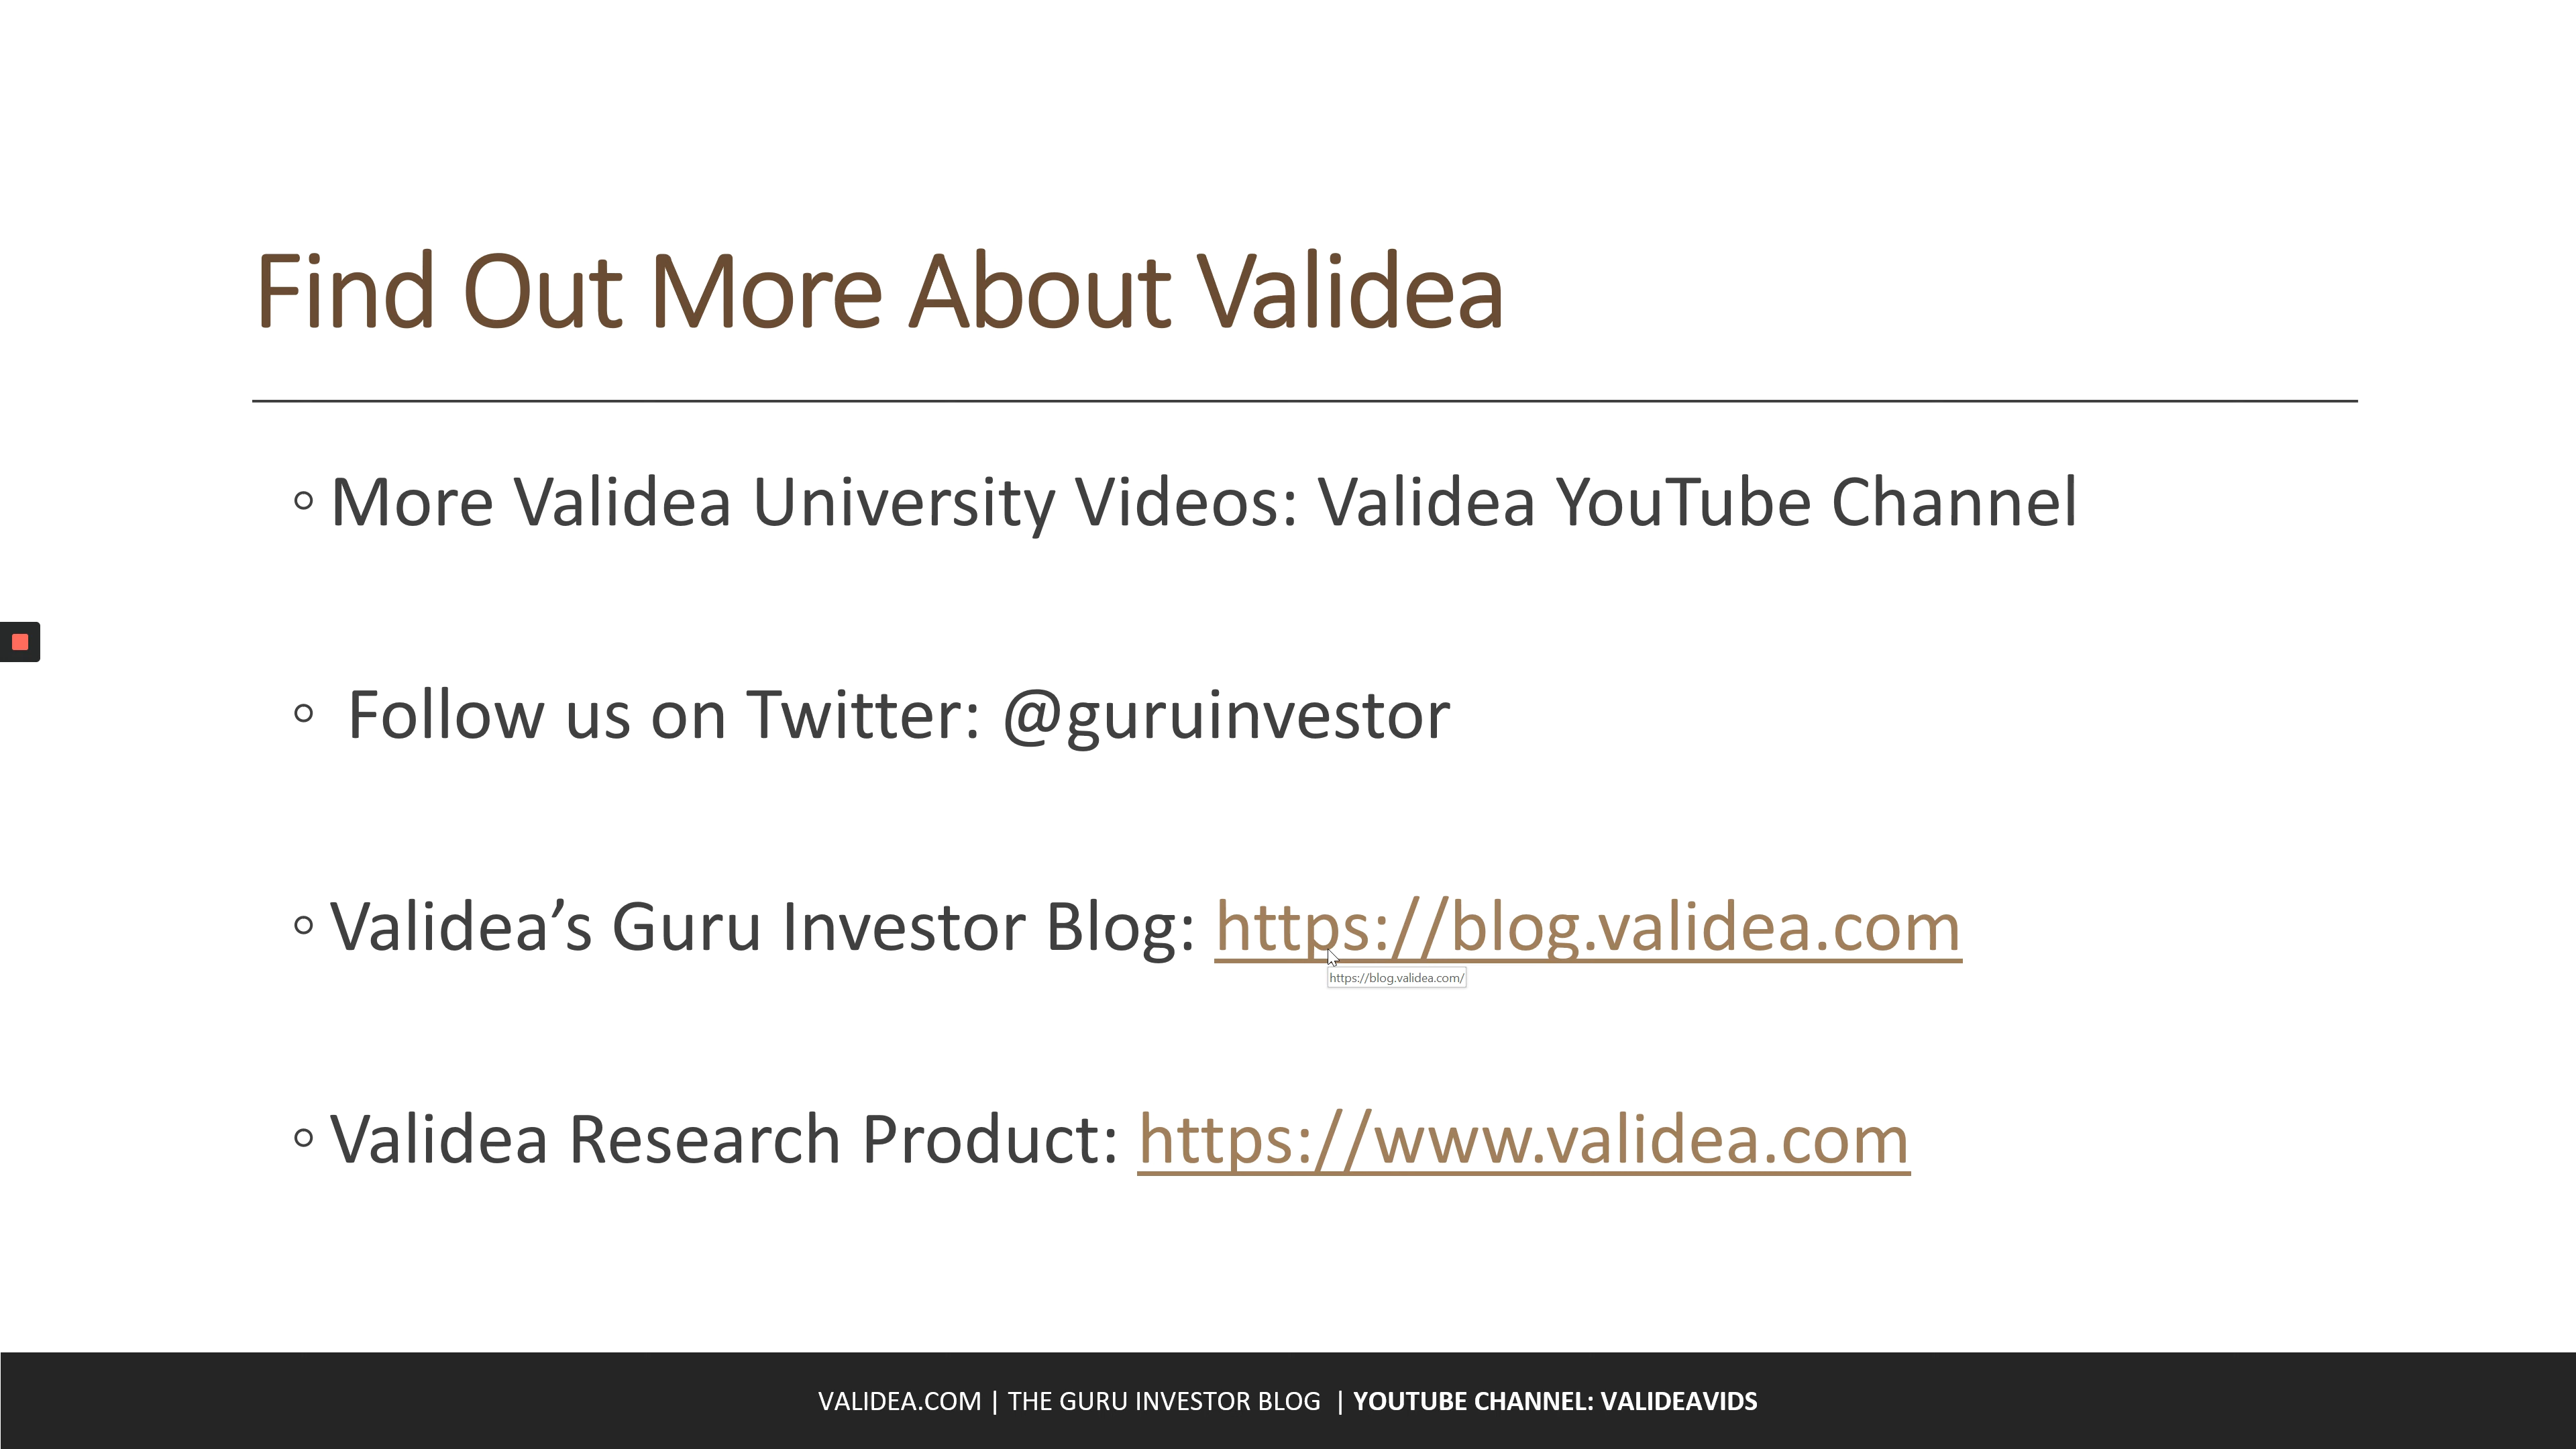 Find Out More About Validea
◦ More Validea University Videos: Validea YouTube Channel
◦ Follow us on Twitter: @guruinvestor
◦ Validea’s Guru Investor Blog: https://blog.validea.com
https://blog.validea.com/
◦ Validea Research Product: https://www.validea.com
VALIDEA.COM | THE GURU INVESTOR BLOG | YOUTUBE CHANNEL: VALIDEAVIDS